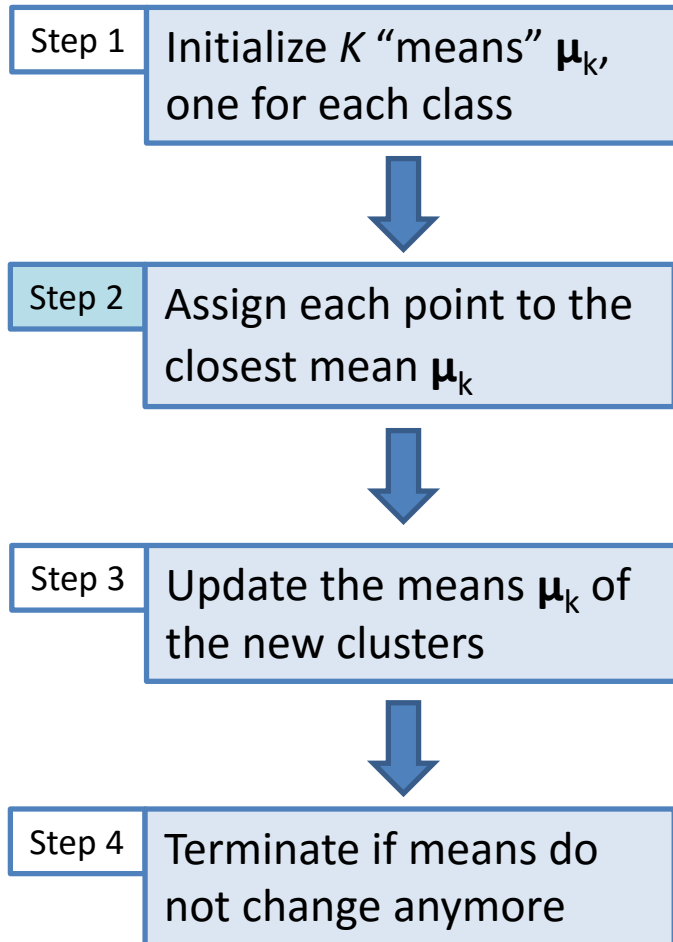 Step 1
Initialize K “means” μk,
one for each class
Step 2
Assign each point to the
closest mean μk
Step 3
Update the means μk of
the new clusters
Step 4
Terminate if means do
not change anymore